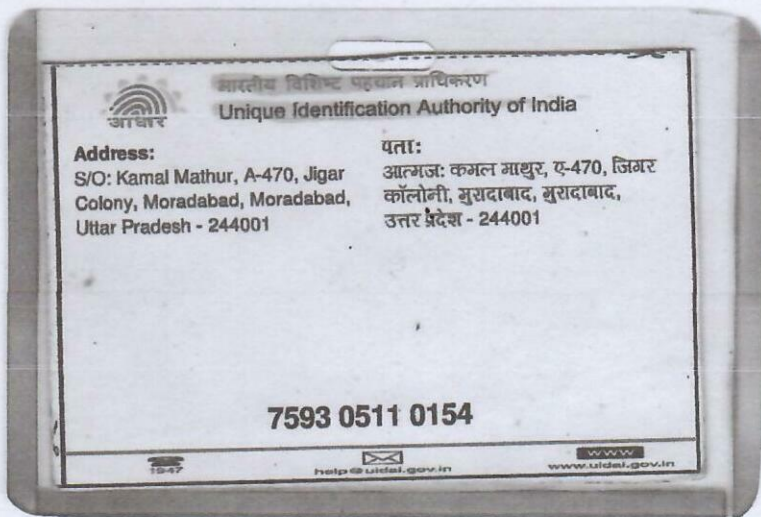 भारतीय विशिष्ट पहचान प्राधिकरण
Unique Identification Authority of India
आधार
Address:
S/O: Kamal Mathur, A-470, Jigar
Colony, Moradabad, Moradabad,
Uttar Pradesh - 244001
पता:
आत्मज: कमल माथुर, ए-470, जिगर
कॉलोनी, मुरादाबाद, मुरादाबाद,
उत्तर प्रदेश - 244001
7593 0511 0154
1947
help@uidai.gov.in
WWW
www.uidai.gov.in